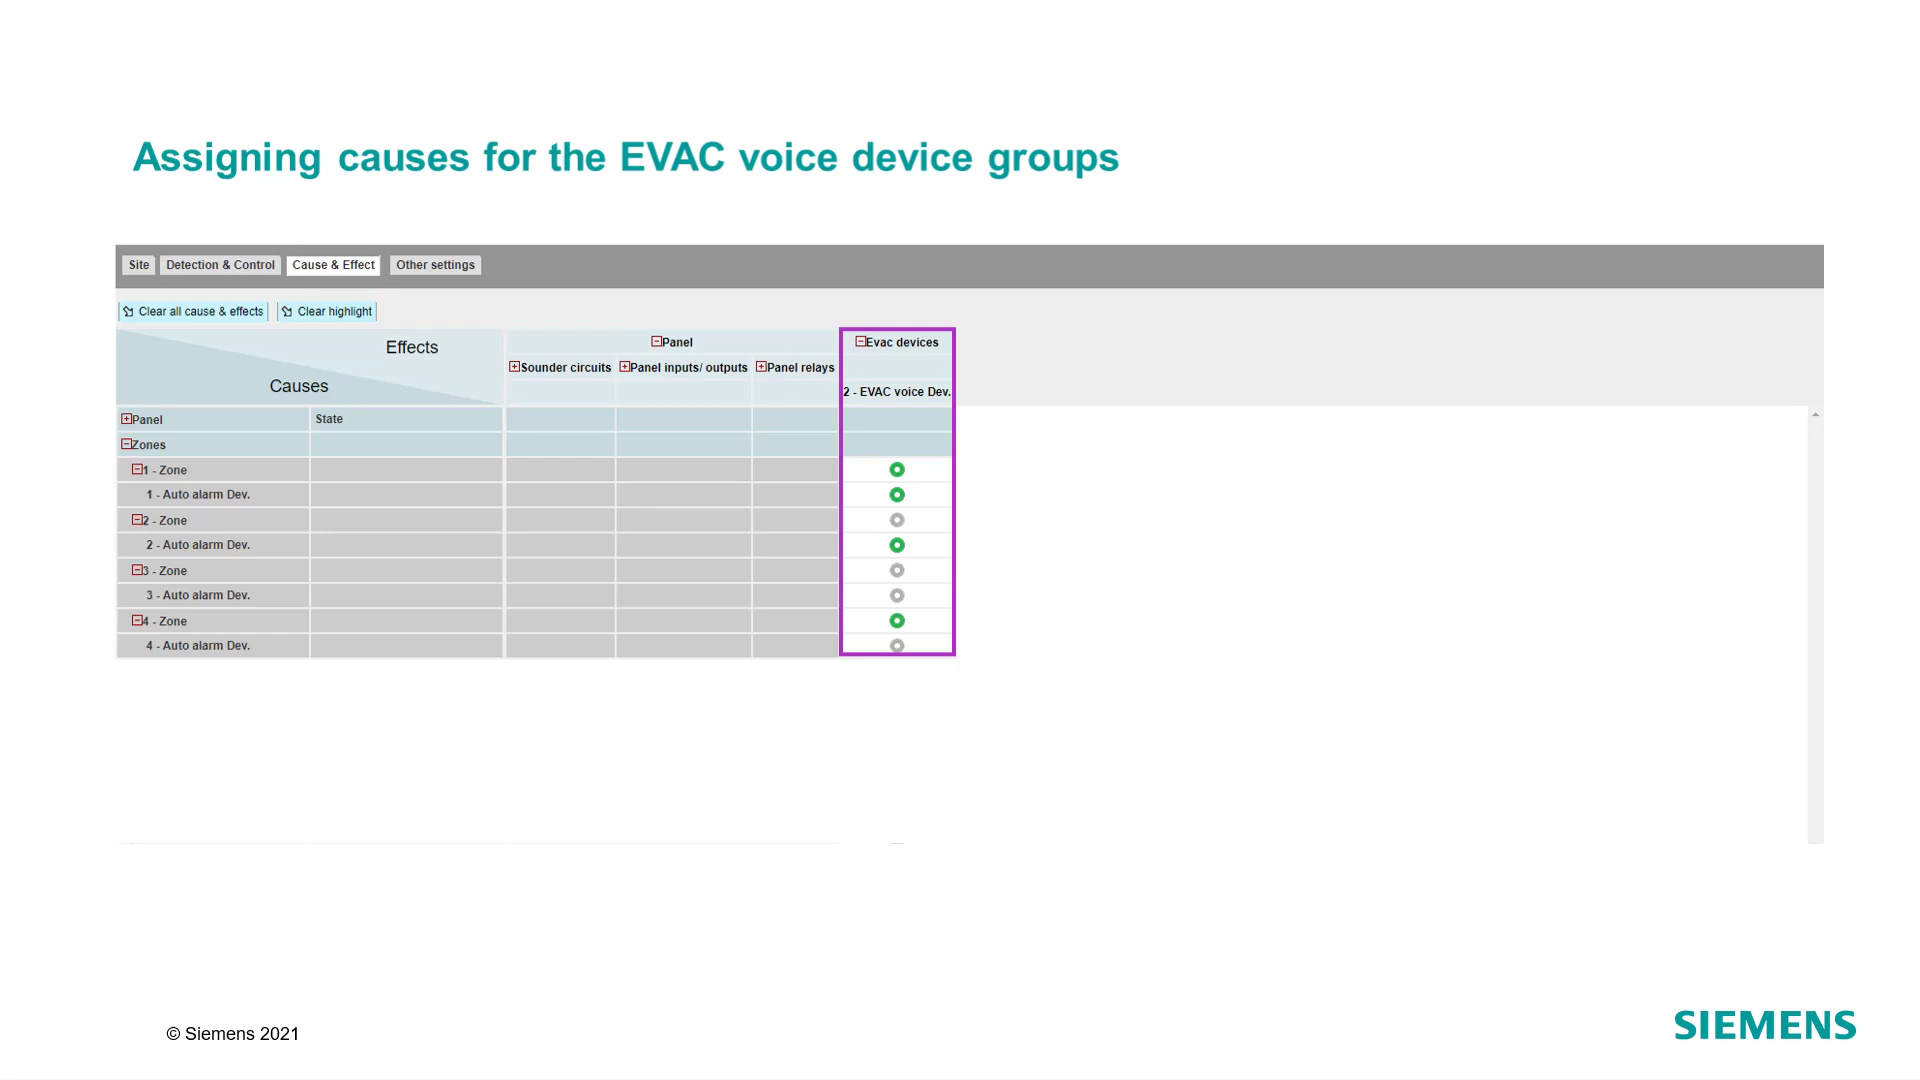 Assigning causes for the EVAC voice device groups
Site Detection & Control Cause & Effect Other settings
Clear all cause & effects Clear highlight
Effects
Causes
Panel
Evac devices
Sounder circuits Panel inputs/ outputs Panel relays
2 - EVAC voice Dev.
Panel State
Zones
1 - Zone
1 - Auto alarm Dev.
2 - Zone
2 - Auto alarm Dev.
3 - Zone
3 - Auto alarm Dev.
4 - Zone
4 - Auto alarm Dev.
© Siemens 2021
SIEMENS